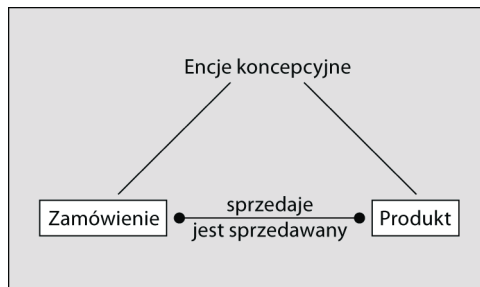 Encje koncepcyjne
Zamówienie
sprzedaje
jest sprzedawany
Produkt